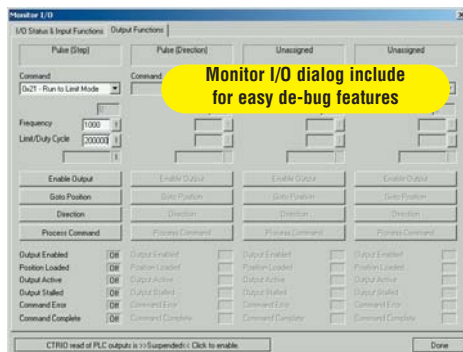 Monitor I/O
I/O Status & Input Functions Output Functions
Pulse (Step) Pulse (Direction) Unassigned Unassigned
Command Command
0x21 - Run to Limit Mode
Monitor I/O dialog include
for easy de-bug features
Frequency 1000
Limit/Duty Cycle 200000
Enable Output Enable Output Enable Output Enable Output
Goto Position Goto Position Goto Position Goto Position
Direction Direction Direction Direction
Process Command Process Command Process Command Process Command
Output Enabled Off Output Enabled Output Enabled Output Enabled
Position Loaded Off Position Loaded Position Loaded Position Loaded
Output Active Off Output Active Output Active Output Active
Output Stalled Off Output Stalled Output Stalled Output Stalled
Command Error Off Command Error Command Error Command Error
Command Complete Off Command Complete Command Complete Command Complete
CTRIO read of PLC outputs is >>Suspended<< Click to enable. Done